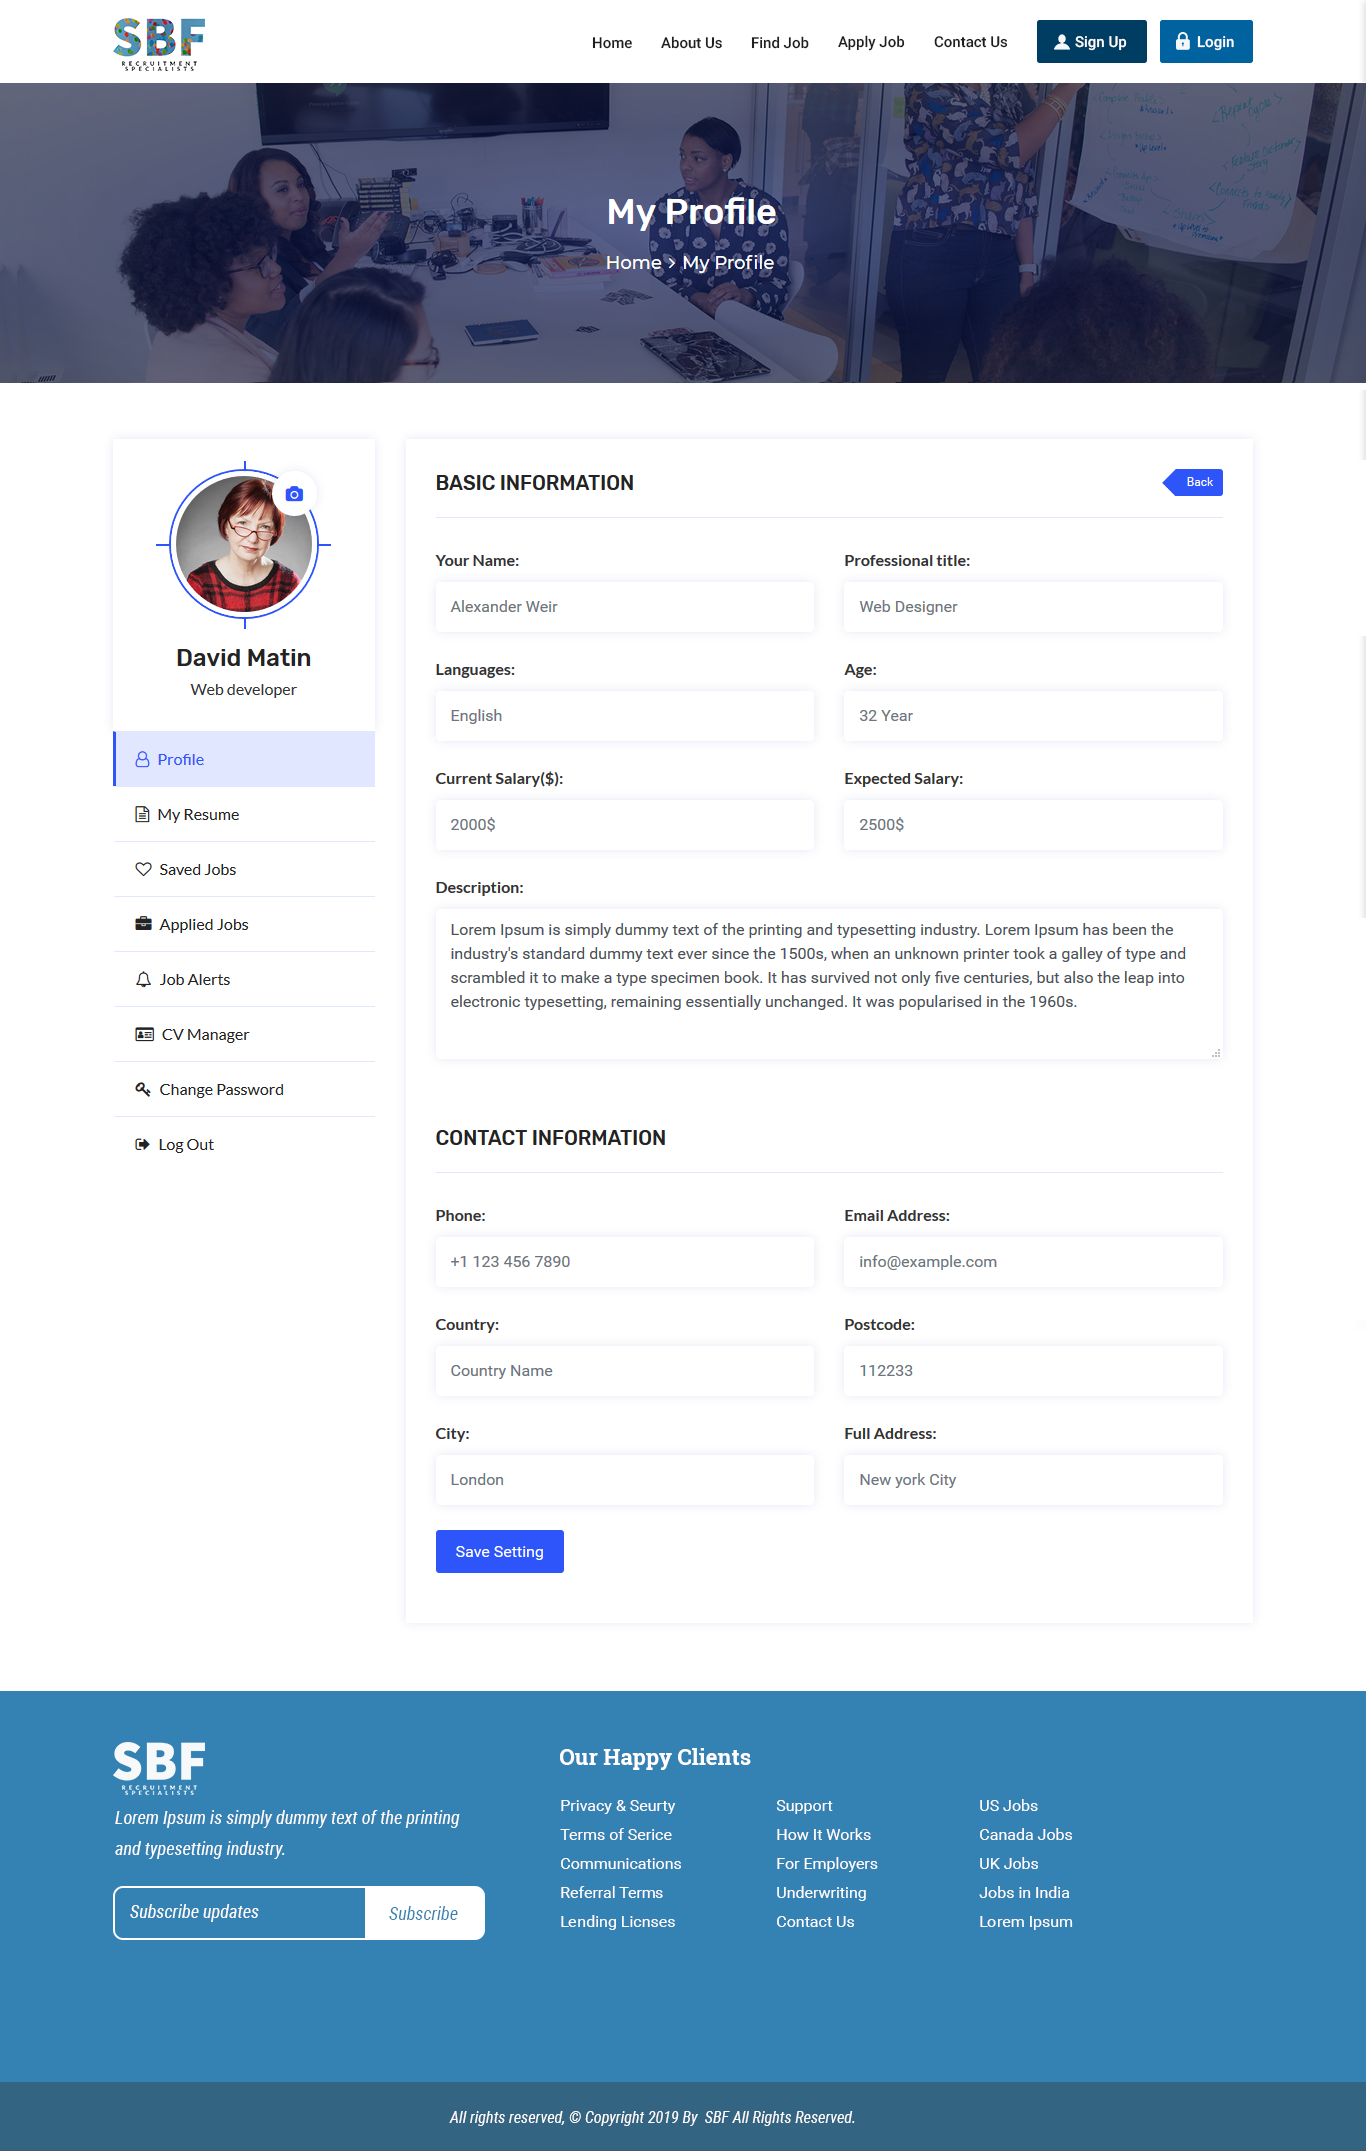 SBF
RECRUITMENT
SPECIALISTS
Home About Us Find Job Apply Job Contact Us Sign Up Login
My Profile
Home > My Profile
David Matin
Web developer
Profile
My Resume
Saved Jobs
Applied Jobs
Job Alerts
CV Manager
Change Password
Log Out
BASIC INFORMATION Back
Your Name: Professional title:
Alexander Weir Web Designer
Languages: Age:
English 32 Year
Current Salary($): Expected Salary:
2000$ 2500$
Description:
Lorem Ipsum is simply dummy text of the printing and typesetting industry. Lorem Ipsum has been the
industry's standard dummy text ever since the 1500s, when an unknown printer took a galley of type and
scrambled it to make a type specimen book. It has survived not only five centuries, but also the leap into
electronic typesetting, remaining essentially unchanged. It was popularised in the 1960s.
CONTACT INFORMATION
Phone: Email Address:
+1 123 456 7890 info@example.com
Country: Postcode:
Country Name 112233
City: Full Address:
London New york City
Save Setting
SBF
RECRUITMENT
SPECIALISTS
Lorem Ipsum is simply dummy text of the printing
and typesetting industry.
Subscribe updates Subscribe
Our Happy Clients
Privacy & Seurty Support US Jobs
Terms of Serice How It Works Canada Jobs
Communications For Employers UK Jobs
Referral Terms Underwriting Jobs in India
Lending Licnses Contact Us Lorem Ipsum
All rights reserved, © Copyright 2019 By SBF All Rights Reserved.